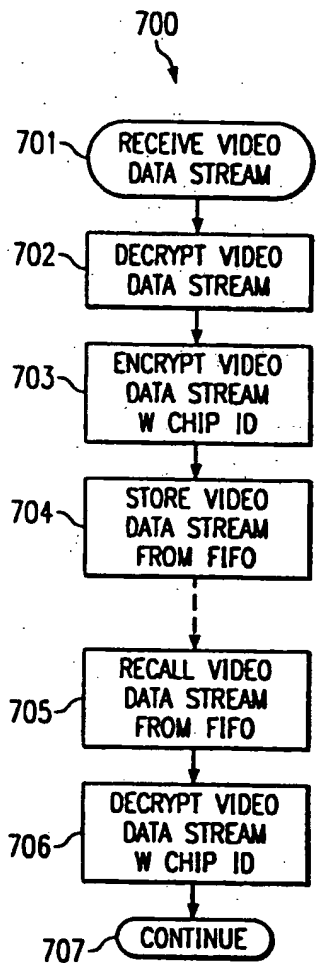 700
701
RECEIVE VIDEO
DATA STREAM
702
DECRYPT VIDEO
DATA STREAM
703
ENCRYPT VIDEO
DATA STREAM
W CHIP ID
704
STORE VIDEO
DATA STREAM
FROM FIFO
705
RECALL VIDEO
DATA STREAM
FROM FIFO
706
DECRYPT VIDEO
DATA STREAM
W CHIP ID
707
CONTINUE